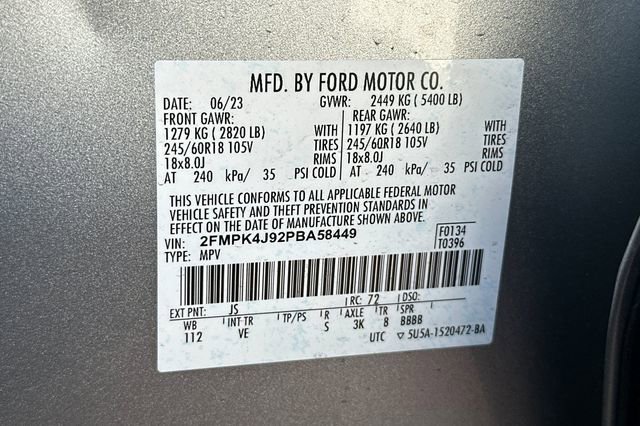 MFD. BY FORD MOTOR CO.
DATE: 06/23 GVWR: 2449 KG (5400 LB)
FRONT GAWR: REAR GAWR:
1279 KG (2820 LB) WITH 1197 KG (2640 LB) WITH
245/60R18 105V TIRES 245/60R18 105V TIRES
18x8.0J RIMS 18x8.0J RIMS
AT 240 kPa/ 35 PSI COLD AT 240 kPa/ 35 PSI COLD
THIS VEHICLE CONFORMS TO ALL APPLICABLE FEDERAL MOTOR
VEHICLE SAFETY AND THEFT PREVENTION STANDARDS IN
EFFECT ON THE DATE OF MANUFACTURE SHOWN ABOVE.
VIN: 2FMPK4J92PBA58449 F0134
TYPE: MPV T0396
EXT PNT: JS RC: 72 DSO:
WB INT TR TP/PS R AXLE TR SPR
112 VE S 3K 8 BBBB
UTC ▽ 5U5A-1520472-BA